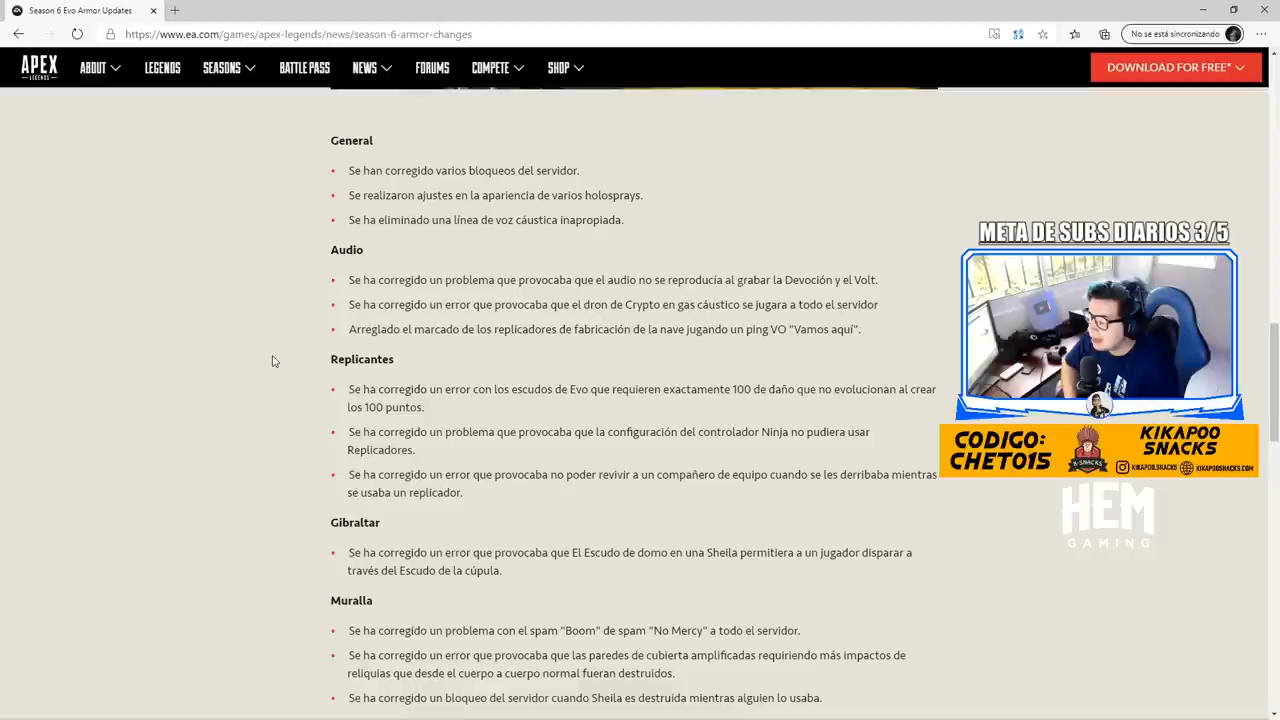 Season 6 Evo Armor Updates
https://www.ea.com/games/apex-legends/news/season-6-armor-changes
No se está sincronizando
APEX
LEGENDS
ABOUT
LEGENDS
SEASONS
BATTLE PASS
NEWS
FORUMS
COMPETE
SHOP
DOWNLOAD FOR FREE*
General
Se han corregido varios bloqueos del servidor.
Se realizaron ajustes en la apariencia de varios holosprays.
Se ha eliminado una línea de voz cáustica inapropiada.
Audio
Se ha corregido un problema que provocaba que el audio no se reproducía al grabar la Devoción y el Volt.
Se ha corregido un error que provocaba que el dron de Crypto en gas cáustico se jugara a todo el servidor
Arreglado el marcado de los replicadores de fabricación de la nave jugando un ping VO "Vamos aquí".
Replicantes
Se ha corregido un error con los escudos de Evo que requieren exactamente 100 de daño que no evolucionan al crear
los 100 puntos.
Se ha corregido un problema que provocaba que la configuración del controlador Ninja no pudiera usar
Replicadores.
Se ha corregido un error que provocaba no poder revivir a un compañero de equipo cuando se les derribaba mientras
se usaba un replicador.
Gibraltar
Se ha corregido un error que provocaba que El Escudo de domo en una Sheila permitiera a un jugador disparar a
través del Escudo de la cúpula.
Muralla
Se ha corregido un problema con el spam "Boom" de spam "No Mercy" a todo el servidor.
Se ha corregido un error que provocaba que las paredes de cubierta amplificadas requiriendo más impactos de
reliquias que desde el cuerpo a cuerpo normal fueran destruidos.
Se ha corregido un bloqueo del servidor cuando Sheila es destruida mientras alguien lo usaba.
META DE SUBS DIARIOS 3/5
CODIGO:
CHETO15
K-SNACKS
KIKAPOO
SNACKS
KIKAPOO.SNACKS
KIKAPOOSNACKS.COM
HEM
GAMING